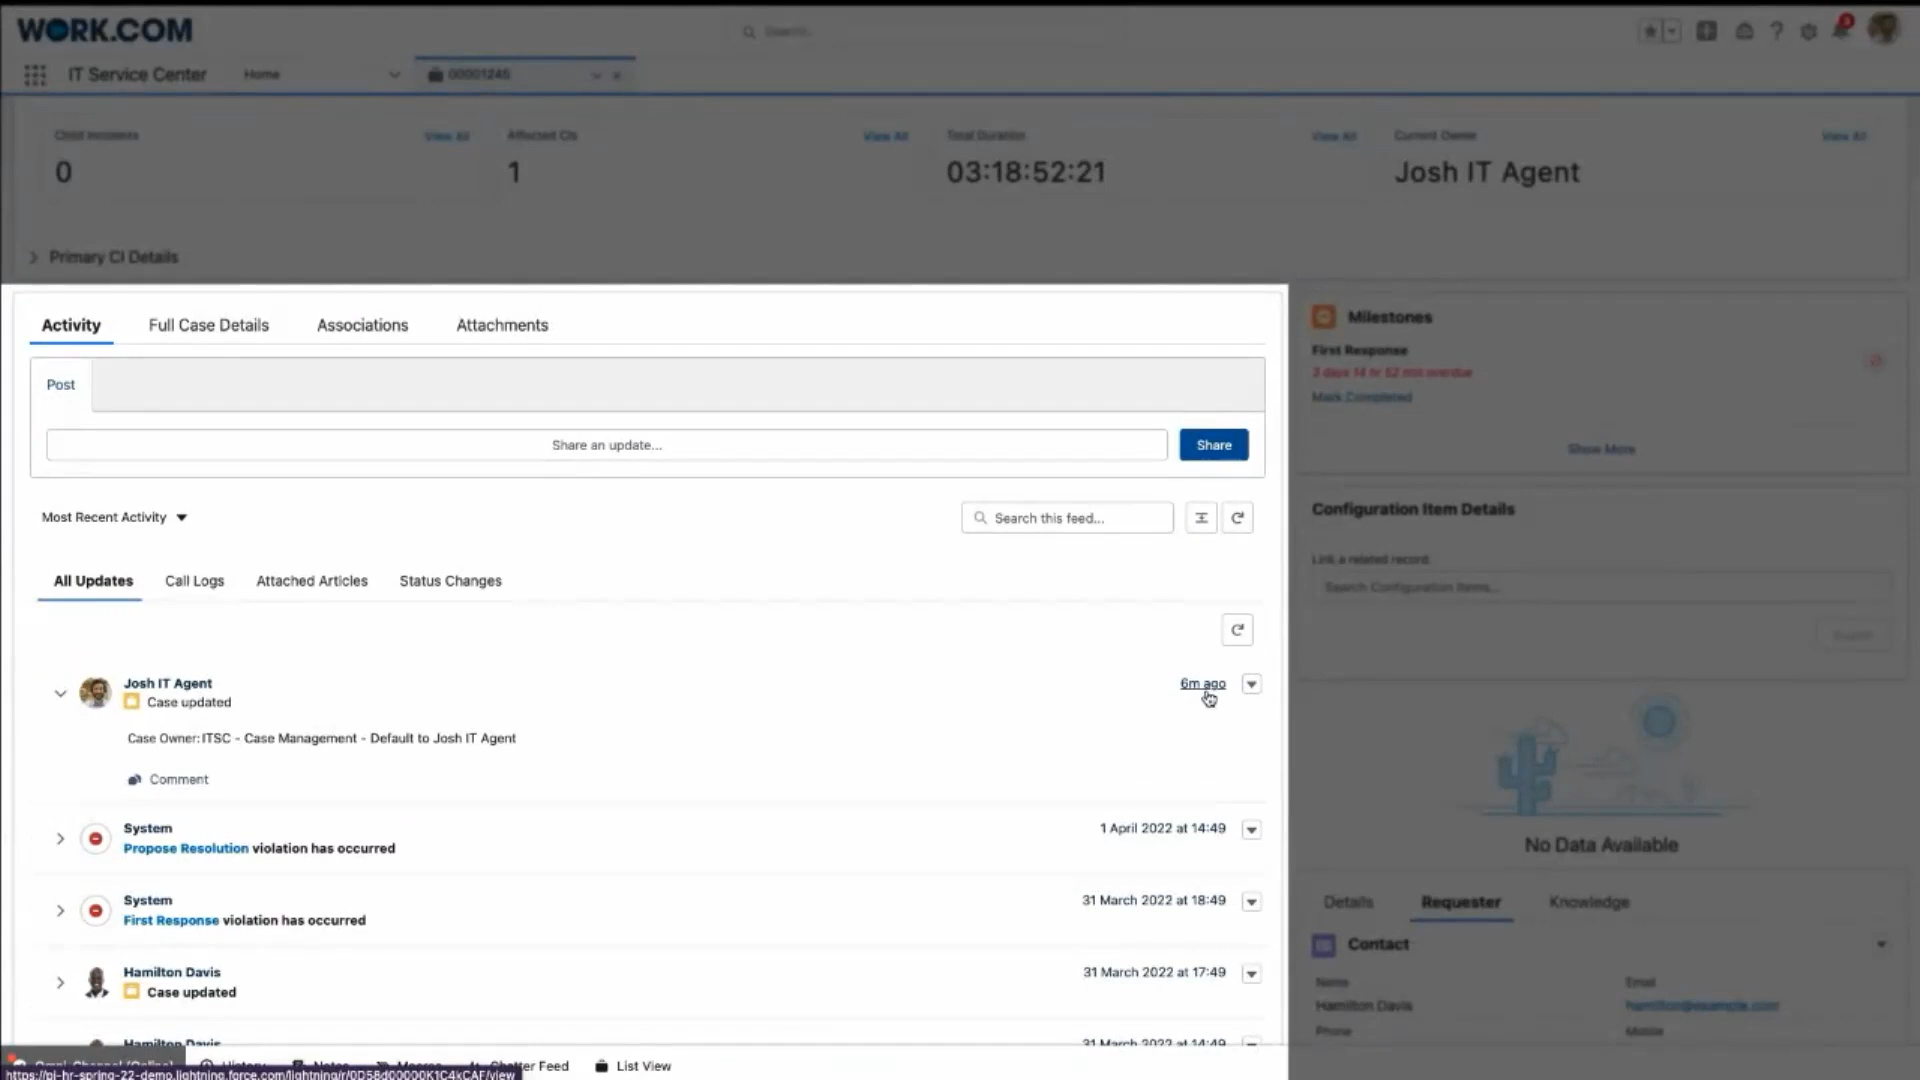 WORK.COM
Search...
IT Service Center
Home
00001245
Child Incidents
View All
Affected CIs
View All
Total Duration
View All
Current Owner
View All
0
1
03:18:52:21
Josh IT Agent
Primary CI Details
Activity
Full Case Details
Associations
Attachments
Post
Share an update...
Share
Most Recent Activity
Search this feed...
All Updates
Call Logs
Attached Articles
Status Changes
Josh IT Agent
6m ago
Case updated
Case Owner: ITSC - Case Management - Default to Josh IT Agent
Comment
System
1 April 2022 at 14:49
Propose Resolution violation has occurred
System
31 March 2022 at 18:49
First Response violation has occurred
Hamilton Davis
31 March 2022 at 17:49
Case updated
Hamilton Davis
31 March 2022 at 14:49
Milestones
First Response
3 days 14 hr 52 min overdue
Mark Completed
Show More
Configuration Item Details
Link a related record:
Search Configuration Items...
No Data Available
Details
Requester
Knowledge
Contact
Name
Email
Hamilton Davis
hamilton@example.com
Phone
Mobile
Omni-Channel (Online)
History
Notes
Macros
Chatter Feed
List View
https://pi-hr-spring-22-demo.lightning.force.com/lightning/r/0D58d00000K1C4kCAF/view